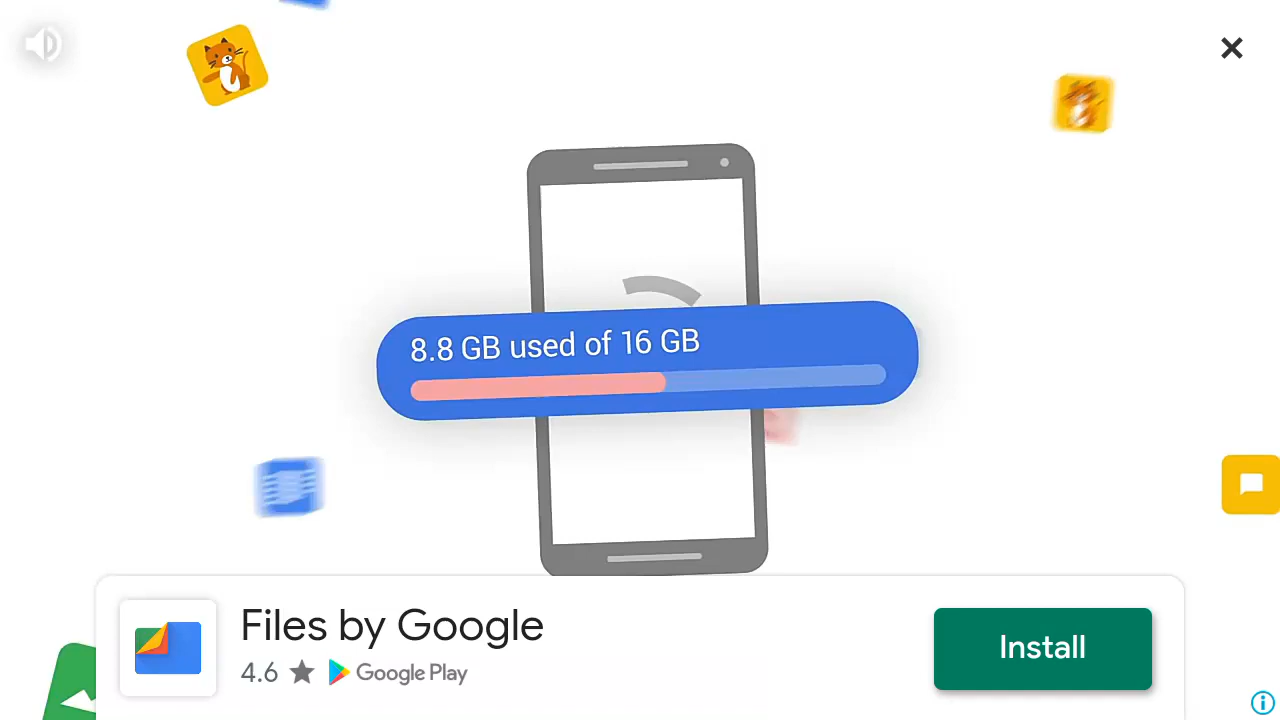 8.8 GB used of 16 GB
Files by Google
4.6 ★ Google Play
Install